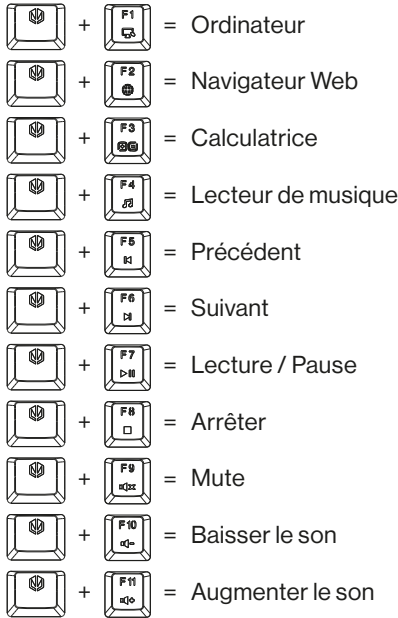 + F1 = Ordinateur
+ F2 = Navigateur Web
+ F3 = Calculatrice
+ F4 = Lecteur de musique
+ F5 = Précédent
+ F6 = Suivant
+ F7 = Lecture / Pause
+ F8 = Arrêter
+ F9 = Mute
+ F10 = Baisser le son
+ F11 = Augmenter le son